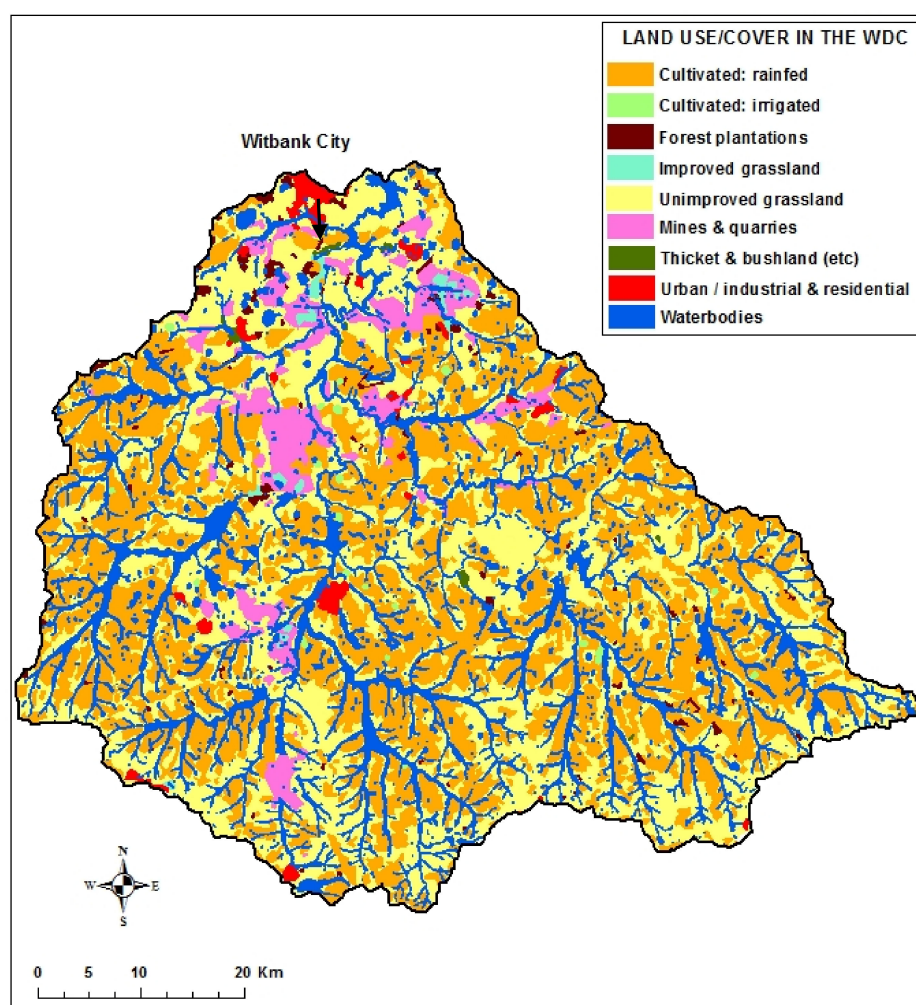 LAND USE/COVER IN THE WDC
Cultivated: rainfed
Cultivated: irrigated
Forest plantations
Improved grassland
Unimproved grassland
Mines & quarries
Thicket & bushland (etc)
Urban / industrial & residential
Waterbodies
Witbank City
N
W E
S
0 5 10 20 Km